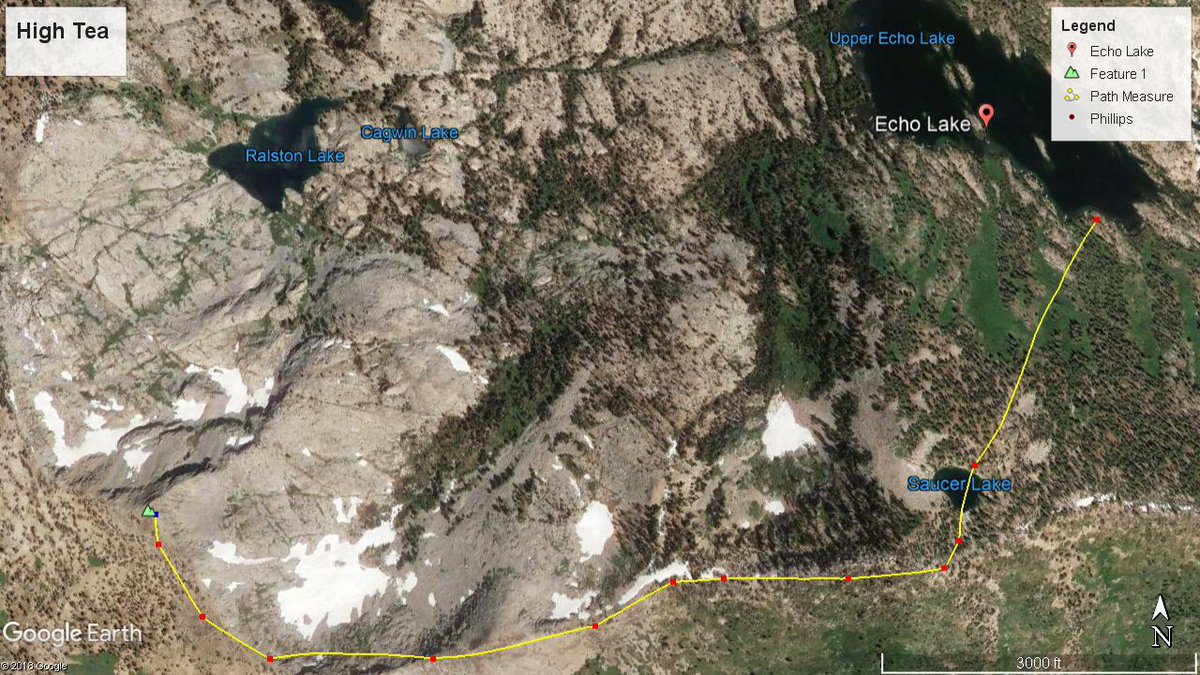 High Tea
Legend
Echo Lake
Feature 1
Path Measure
Phillips
Upper Echo Lake
Echo Lake
Cagwin Lake
Ralston Lake
Saucer Lake
Google Earth
© 2018 Google
N
3000 ft